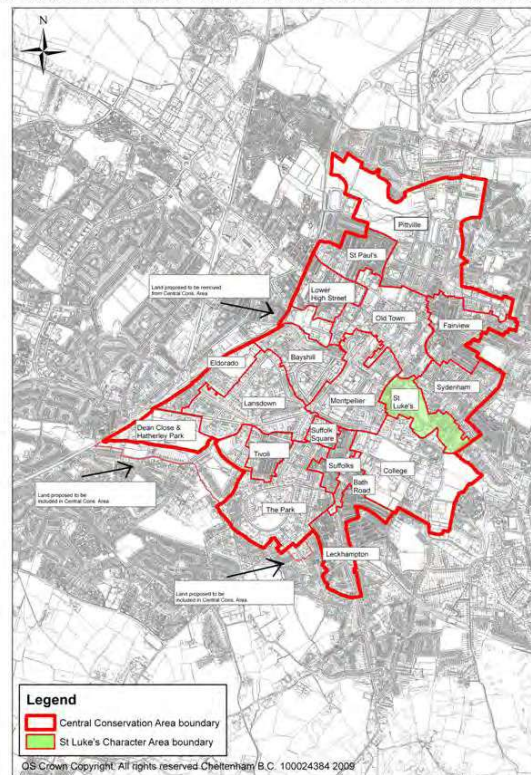 N
Pittville
St Paul's
Land proposed to be removed
from Central Cons. Area
Lower
High Street
Old Town
Fairview
Eldorado
Bayshill
Sydenham
St
Luke's
Lansdown
Montpellier
Dean Close &
Hatherley Park
Suffolk
Square
Tivoli
Suffolks
College
Bath
Road
Land proposed to be
included in Central Cons. Area
The Park
Leckhampton
Land proposed to be
included in Central Cons. Area
Legend
Central Conservation Area boundary
St Luke's Character Area boundary
OS Crown Copyright. All rights reserved Cheltenham B.C. 100024384 2009